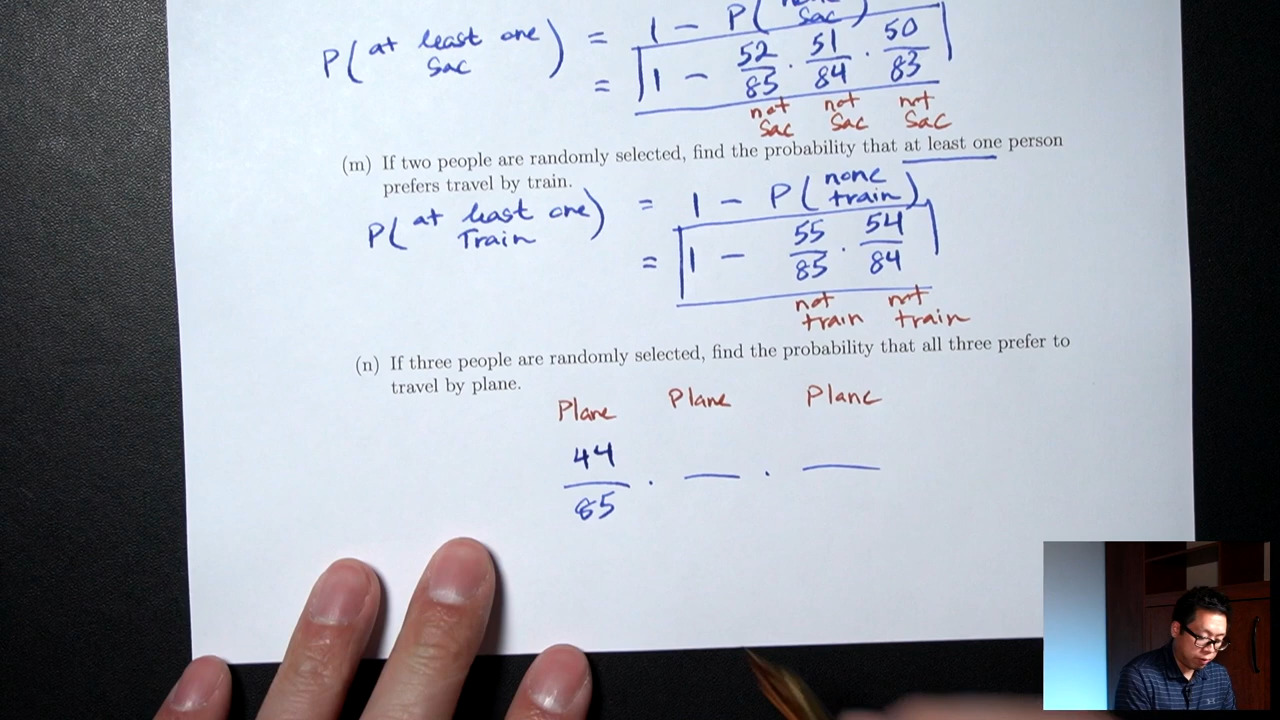 P(at least one Sac) = 1 - P( Sac)
= 1 - 52/85 · 51/84 · 50/83
not Sac not Sac not Sac
(m) If two people are randomly selected, find the probability that at least one person
prefers travel by train.
P(at least one Train) = 1 - P(none train)
= 1 - 55/85 · 54/84
not train not train
(n) If three people are randomly selected, find the probability that all three prefer to
travel by plane.
Plane Plane Plane
44/85 · __ · __